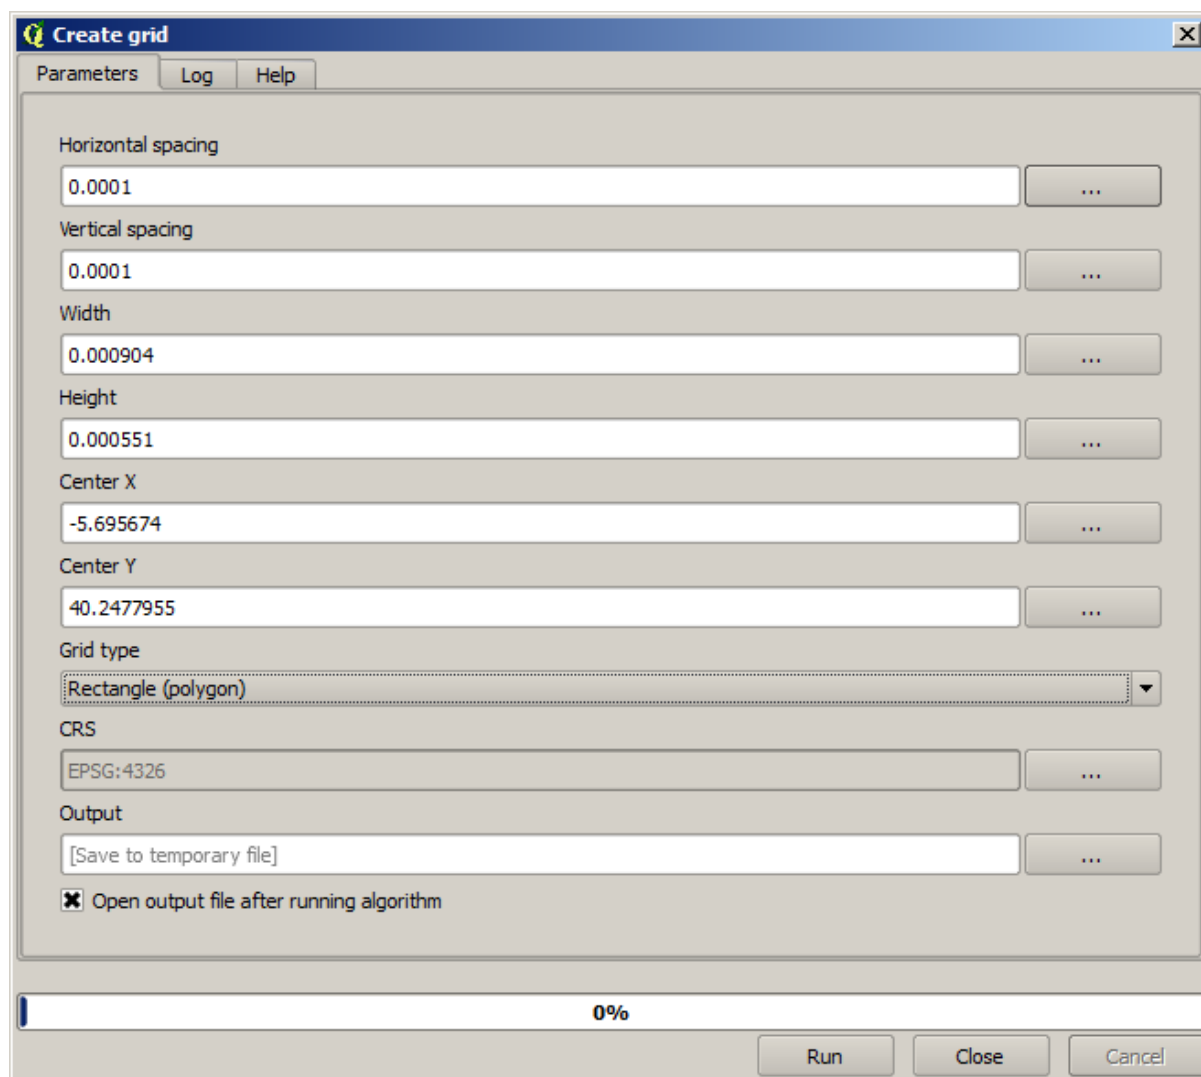 Create grid
Parameters Log Help
Horizontal spacing
0.0001 ...
Vertical spacing
0.0001 ...
Width
0.000904 ...
Height
0.000551 ...
Center X
-5.695674 ...
Center Y
40.2477955 ...
Grid type
Rectangle (polygon)
CRS
EPSG:4326 ...
Output
[Save to temporary file] ...
Open output file after running algorithm
0%
Run Close Cancel